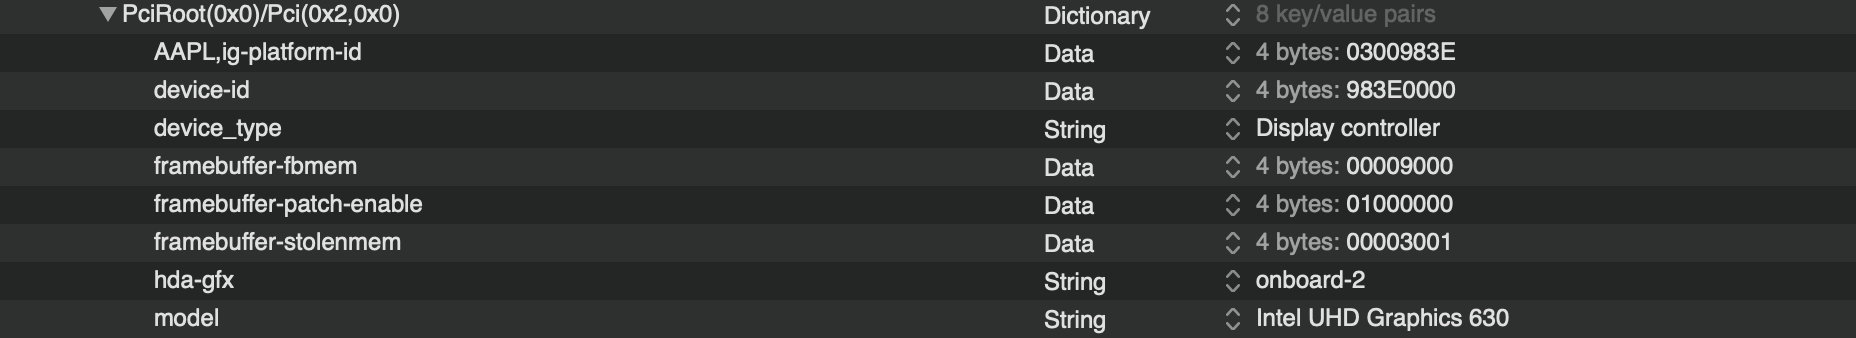 PciRoot(0x0)/Pci(0x2,0x0) Dictionary 8 key/value pairs
AAPL,ig-platform-id Data 4 bytes: 0300983E
device-id Data 4 bytes: 983E0000
device_type String Display controller
framebuffer-fbmem Data 4 bytes: 00009000
framebuffer-patch-enable Data 4 bytes: 01000000
framebuffer-stolenmem Data 4 bytes: 00003001
hda-gfx String onboard-2
model String Intel UHD Graphics 630